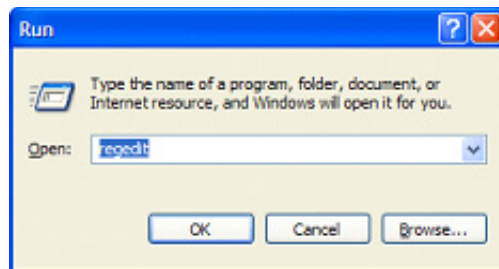 Run
Type the name of a program, folder, document, or
Internet resource, and Windows will open it for you.
Open: regedit
OK Cancel Browse...